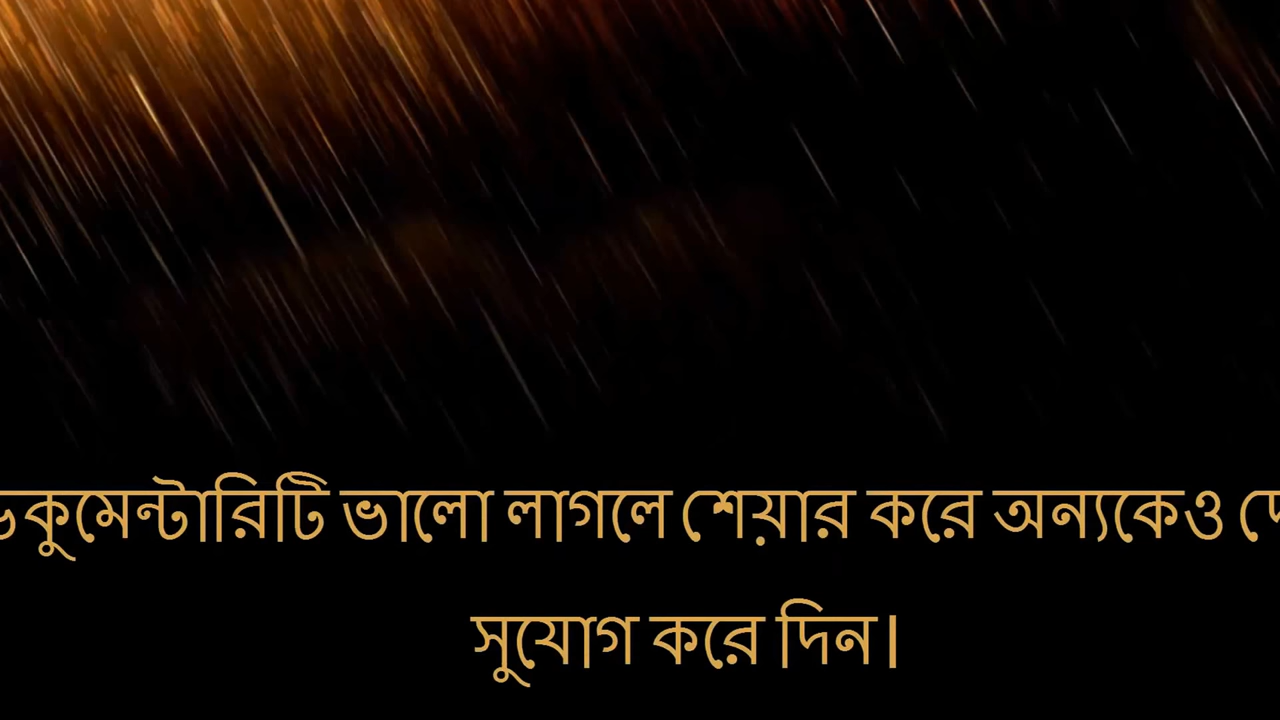 ভালো লাগলে শেয়ার করে অন্যকেও
সুযোগ করে দিন।